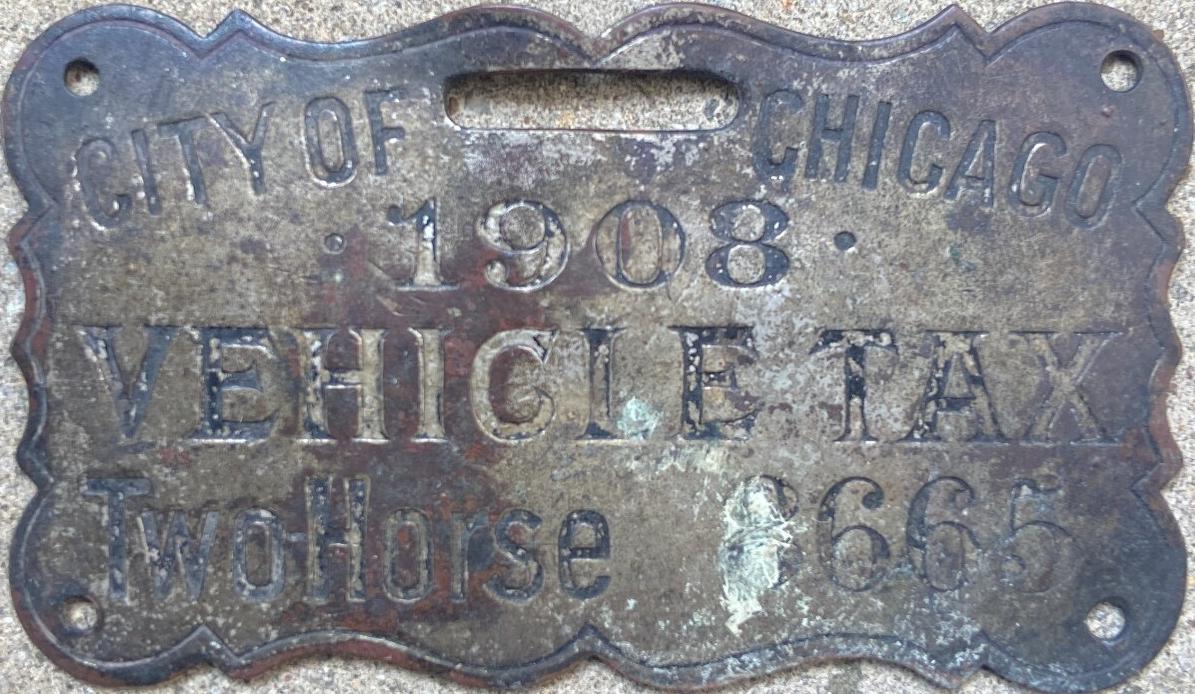 CITY OF CHICAGO
· 1908 ·
VEHICLE TAX
Two Horse